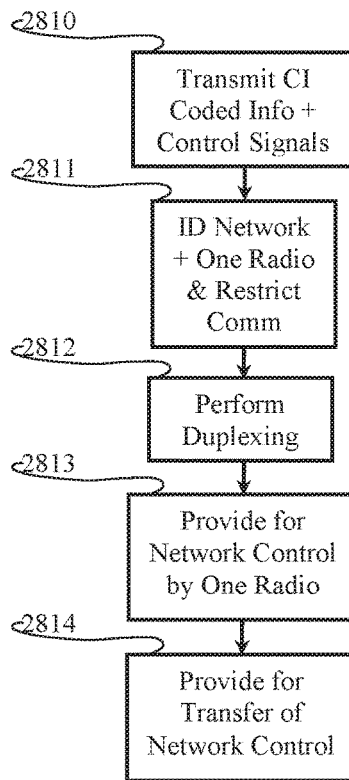 2810
Transmit CI
Coded Info +
Control Signals
2811
ID Network
+ One Radio
& Restrict
Comm
2812
Perform
Duplexing
2813
Provide for
Network Control
by One Radio
2814
Provide for
Transfer of
Network Control